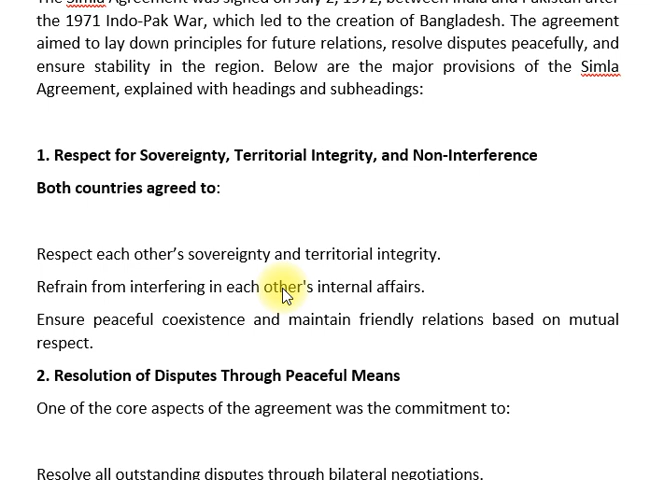 The Simla Agreement was signed on July 2, 1972, between India and Pakistan after
the 1971 Indo-Pak War, which led to the creation of Bangladesh. The agreement
aimed to lay down principles for future relations, resolve disputes peacefully, and
ensure stability in the region. Below are the major provisions of the Simla
Agreement, explained with headings and subheadings:
1. Respect for Sovereignty, Territorial Integrity, and Non-Interference
Both countries agreed to:
Respect each other’s sovereignty and territorial integrity.
Refrain from interfering in each other's internal affairs.
Ensure peaceful coexistence and maintain friendly relations based on mutual
respect.
2. Resolution of Disputes Through Peaceful Means
One of the core aspects of the agreement was the commitment to:
Resolve all outstanding disputes through bilateral negotiations.